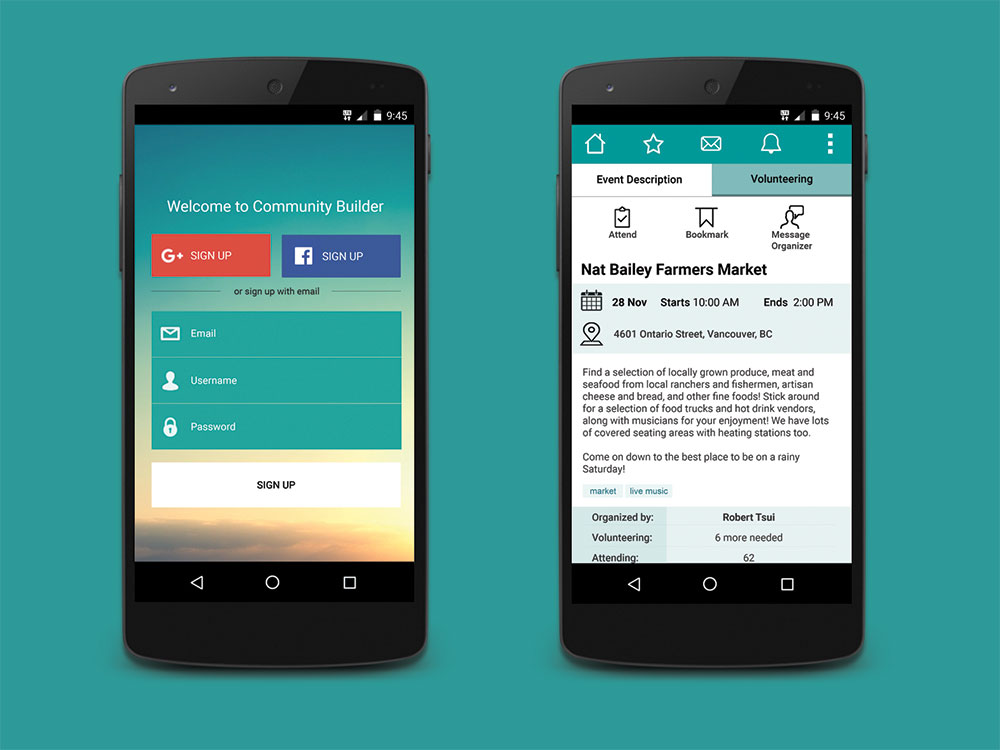 LTE 9:45
Welcome to Community Builder
G+ SIGN UP
f SIGN UP
or sign up with email
Email
Username
Password
SIGN UP
LTE 9:45
Event Description
Volunteering
Attend
Bookmark
Message
Organizer
Nat Bailey Farmers Market
28 Nov Starts 10:00 AM Ends 2:00 PM
4601 Ontario Street, Vancouver, BC
Find a selection of locally grown produce, meat and
seafood from local ranchers and fishermen, artisan
cheese and bread, and other fine foods! Stick around
for a selection of food trucks and hot drink vendors,
along with musicians for your enjoyment! We have lots
of covered seating areas with heating stations too.
Come on down to the best place to be on a rainy
Saturday!
market live music
Organized by: Robert Tsui
Volunteering: 6 more needed
Attending: 62